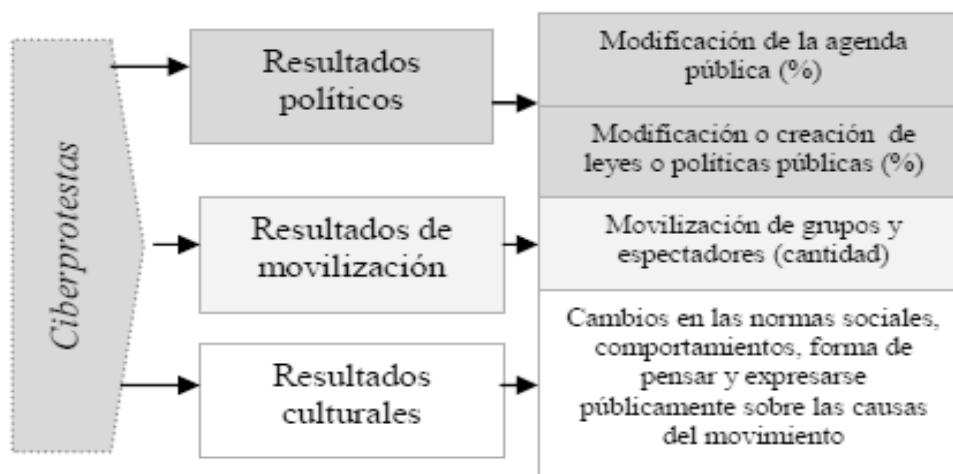 Ciberprotestas
Resultados
políticos
Modificación de la agenda
pública (%)
Modificación o creación de
leyes o políticas públicas (%)
Resultados de
movilización
Movilización de grupos y
espectadores (cantidad)
Resultados
culturales
Cambios en las normas sociales,
comportamientos, forma de
pensar y expresarse
públicamente sobre las causas
del movimiento